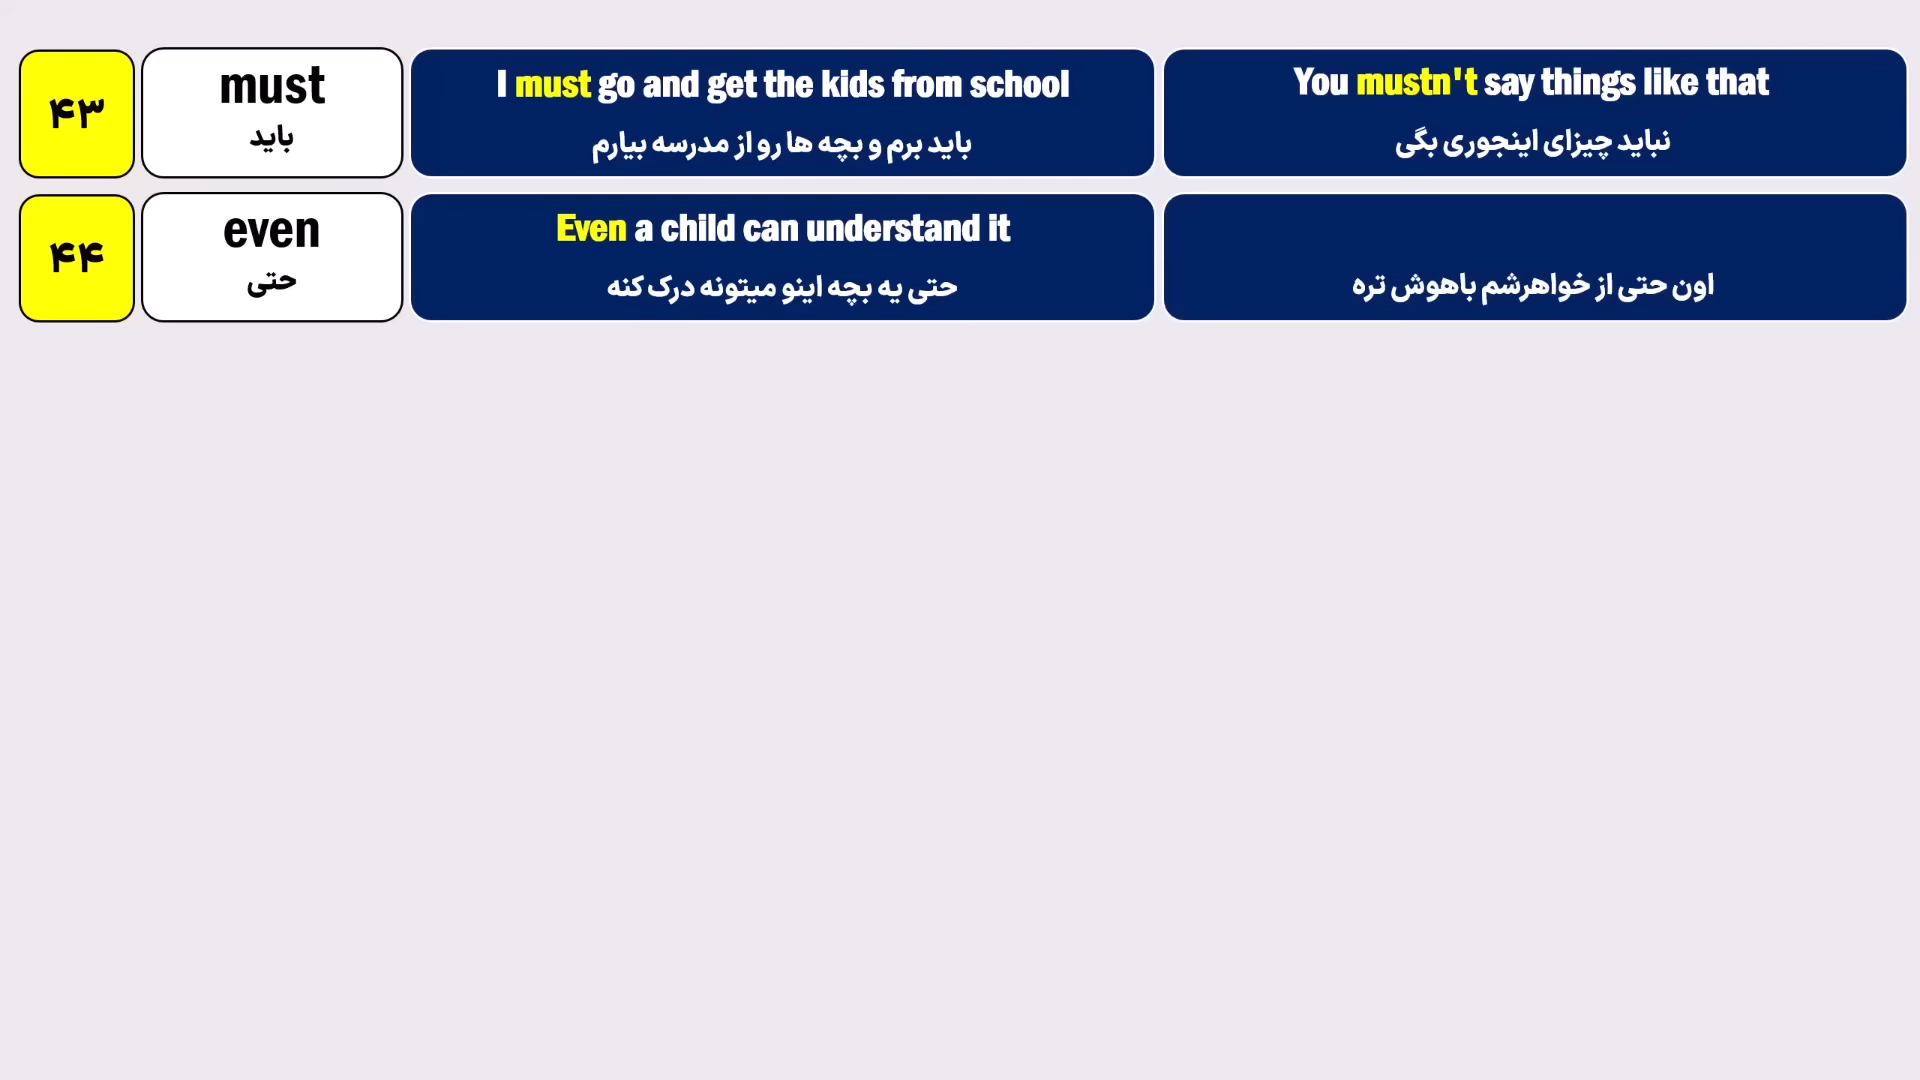 ۴۳
must
باید
I must go and get the kids from school
باید برم و بچه ها رو از مدرسه بیارم
You mustn't say things like that
نباید چیزای اینجوری بگی
۴۴
even
حتی
Even a child can understand it
حتی یه بچه اینو میتونه درک کنه
اون حتی از خواهرشم باهوش تره